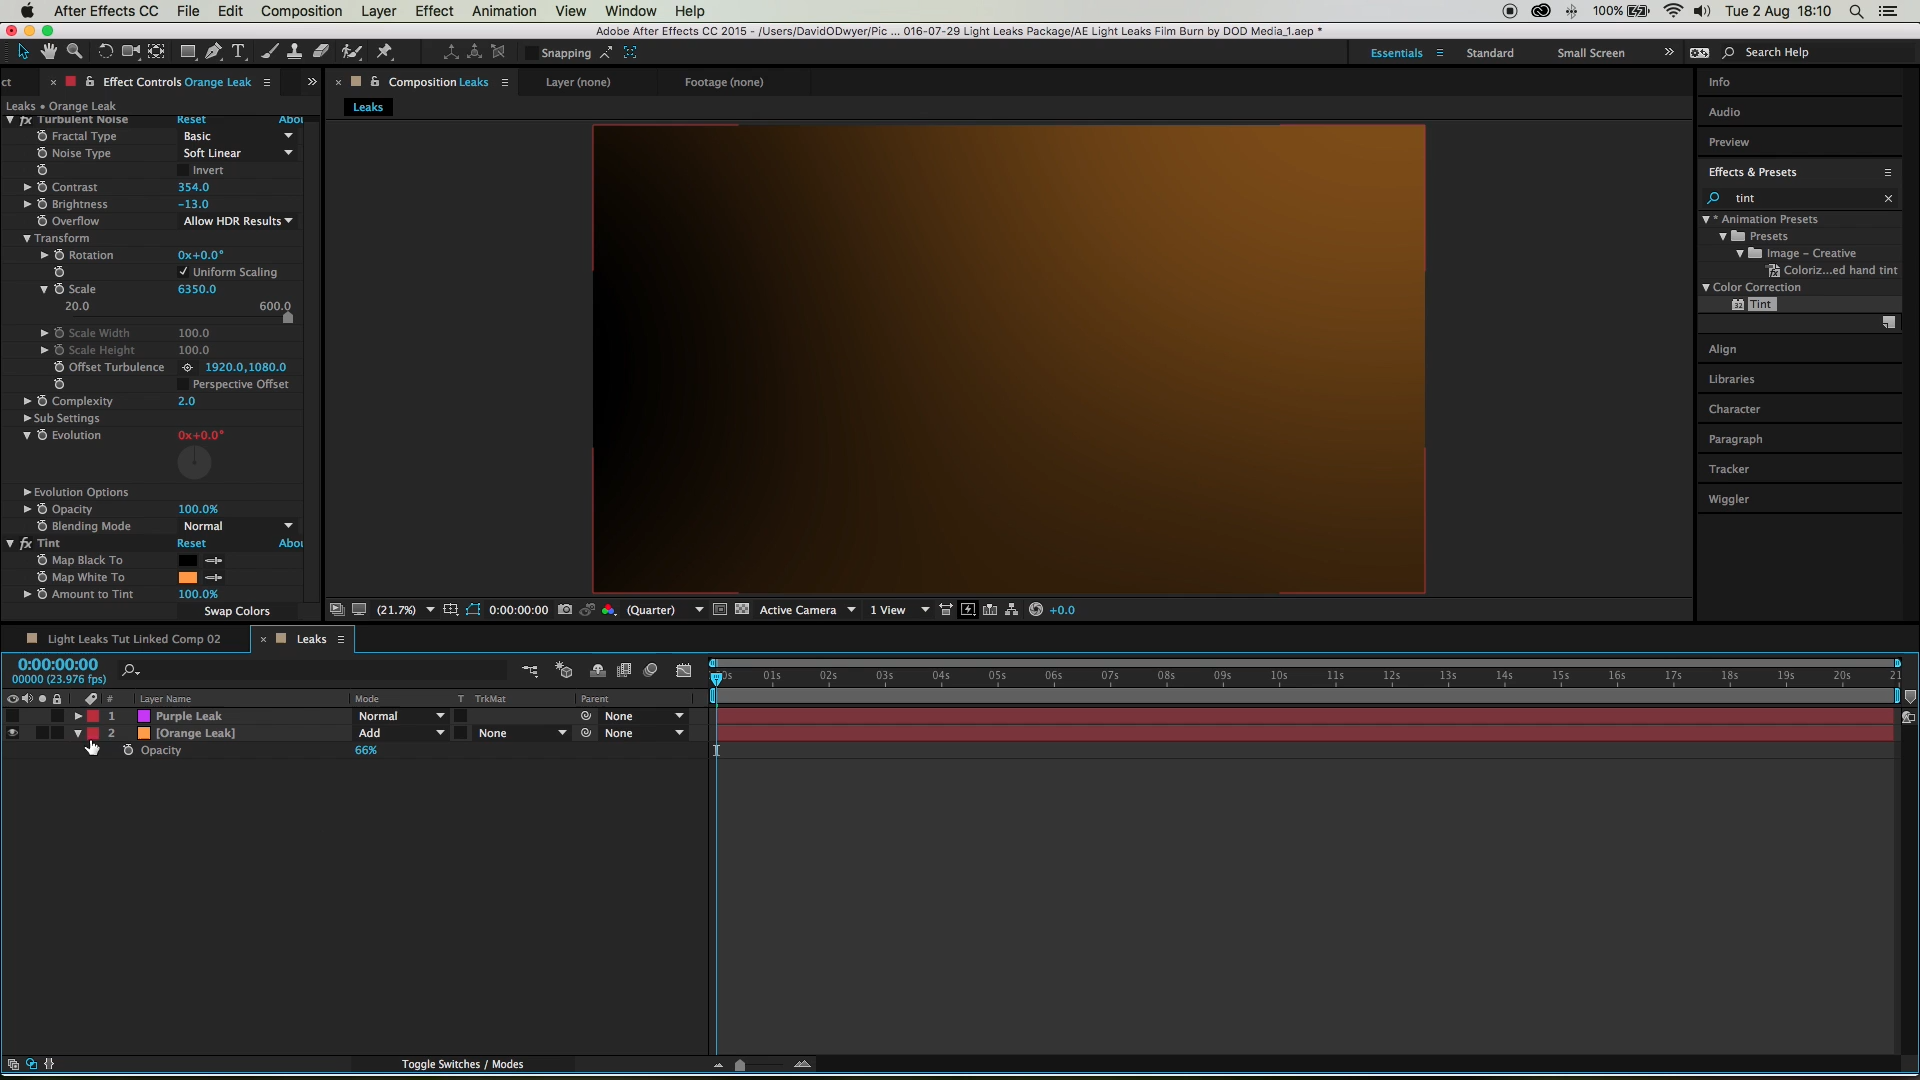 After Effects CC File Edit Composition Layer Effect Animation View Window Help 100% Tue 2 Aug 18:10
Adobe After Effects CC 2015 - /Users/DavidODwyer/Pic ... 016-07-29 Light Leaks Package/AE Light Leaks Film Burn by DOD Media_1.aep *
T Snapping Essentials Standard Small Screen » Search Help
ct × Effect Controls Orange Leak » × Composition Leaks Layer (none) Footage (none)
Leaks • Orange Leak
Leaks
fx Turbulent Noise Reset Abou
Fractal Type Basic
Noise Type Soft Linear
Invert
Contrast 354.0
Brightness -13.0
Overflow Allow HDR Results
Transform
Rotation 0x+0.0°
Uniform Scaling
Scale 6350.0
20.0 600.0
Scale Width 100.0
Scale Height 100.0
Offset Turbulence 1920.0,1080.0
Perspective Offset
Complexity 2.0
Sub Settings
Evolution 0x+0.0°
Evolution Options
Opacity 100.0%
Blending Mode Normal
fx Tint Reset Abou
Map Black To
Map White To
Amount to Tint 100.0%
Swap Colors
(21.7%) 0:00:00:00 (Quarter) Active Camera 1 View +0.0
Info
Audio
Preview
Effects & Presets
tint ×
* Animation Presets
Presets
Image – Creative
Coloriz...ed hand tint
Color Correction
32 Tint
Align
Libraries
Character
Paragraph
Tracker
Wiggler
Light Leaks Tut Linked Comp 02 × Leaks
0:00:00:00
00000 (23.976 fps)
01s 02s 03s 04s 05s 06s 07s 08s 09s 10s 11s 12s 13s 14s 15s 16s 17s 18s 19s 20s 21
# Layer Name Mode T TrkMat Parent
1 Purple Leak Normal None
2 [Orange Leak] Add None None
Opacity 66%
Toggle Switches / Modes